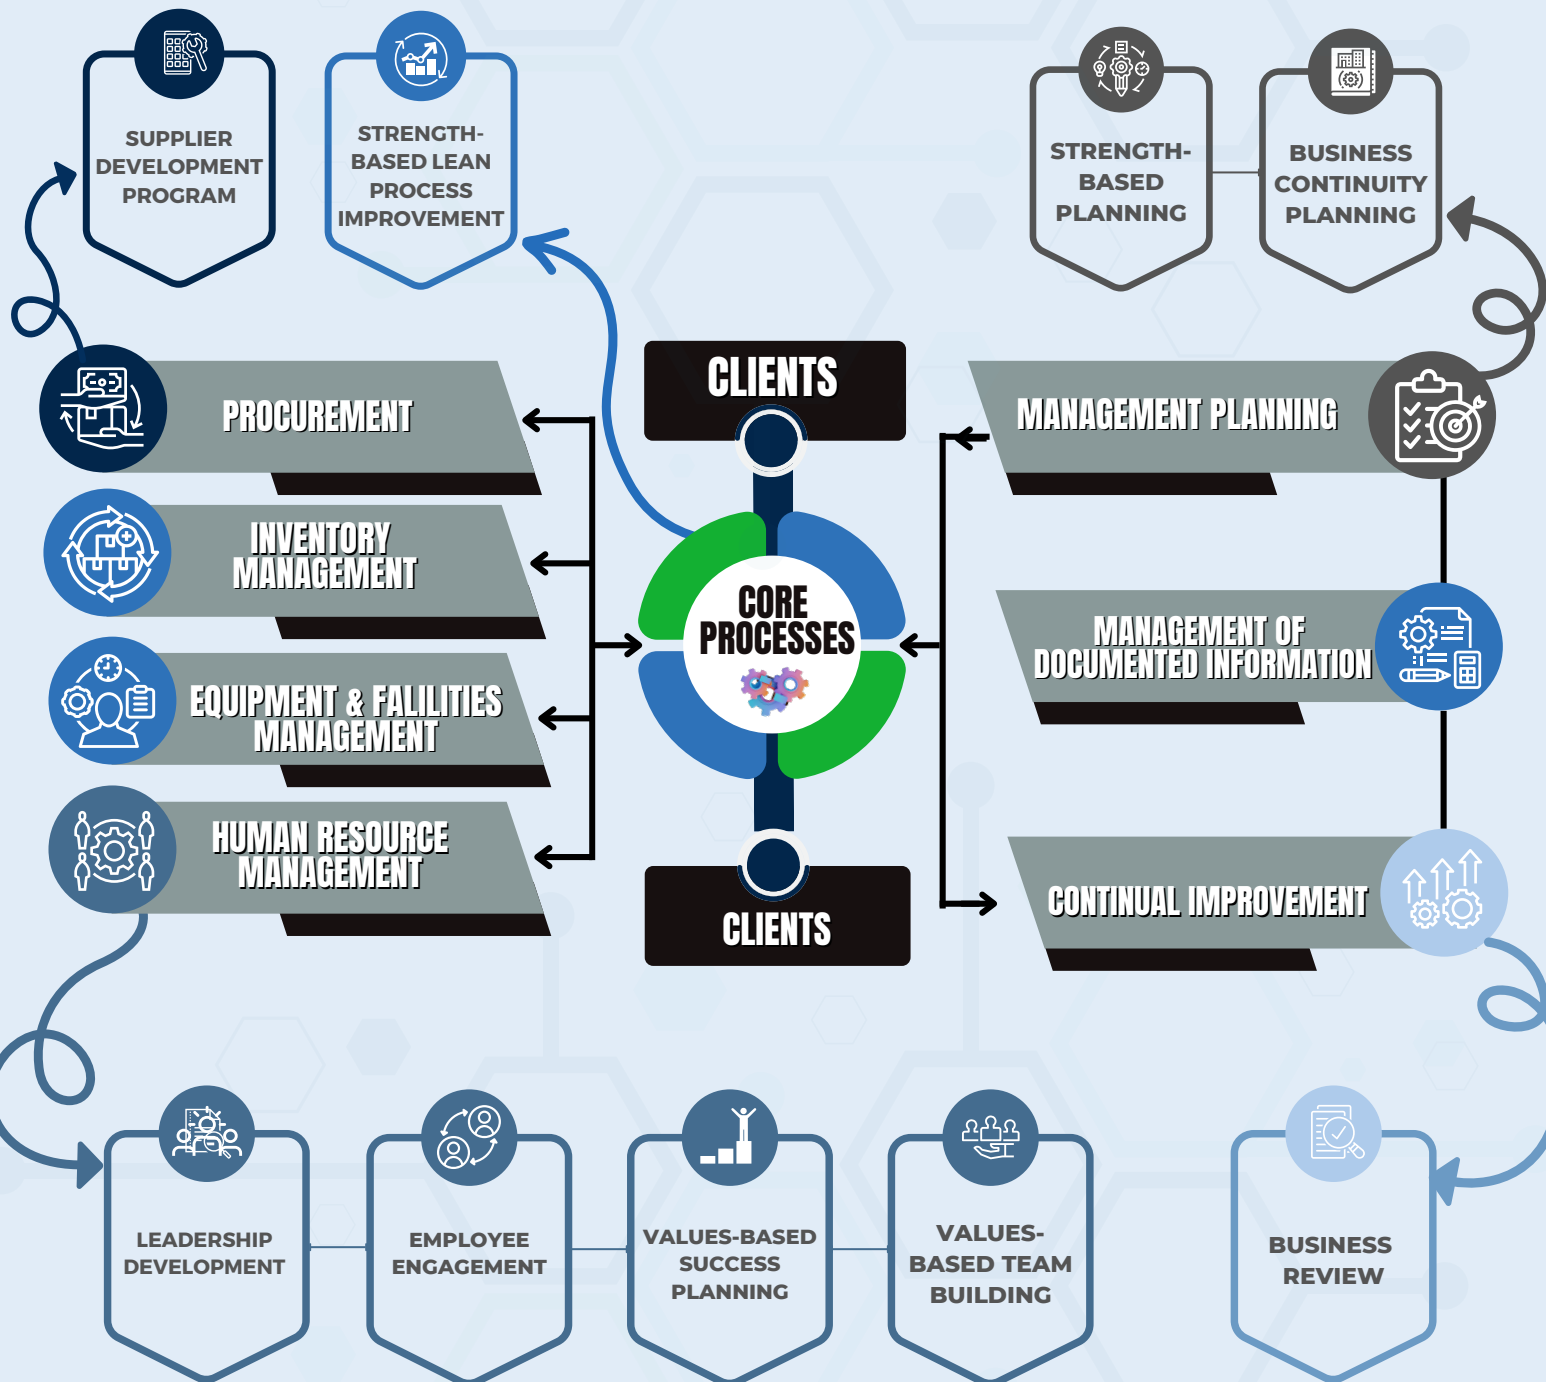 SUPPLIER
DEVELOPMENT
PROGRAM
STRENGTH-
BASED LEAN
PROCESS
IMPROVEMENT
STRENGTH-
BASED
PLANNING
BUSINESS
CONTINUITY
PLANNING
CLIENTS
PROCUREMENT
INVENTORY
MANAGEMENT
EQUIPMENT & FALILITIES
MANAGEMENT
HUMAN RESOURCE
MANAGEMENT
CORE
PROCESSES
MANAGEMENT PLANNING
MANAGEMENT OF
DOCUMENTED INFORMATION
CONTINUAL IMPROVEMENT
CLIENTS
LEADERSHIP
DEVELOPMENT
EMPLOYEE
ENGAGEMENT
VALUES-BASED
SUCCESS
PLANNING
VALUES-
BASED TEAM
BUILDING
BUSINESS
REVIEW